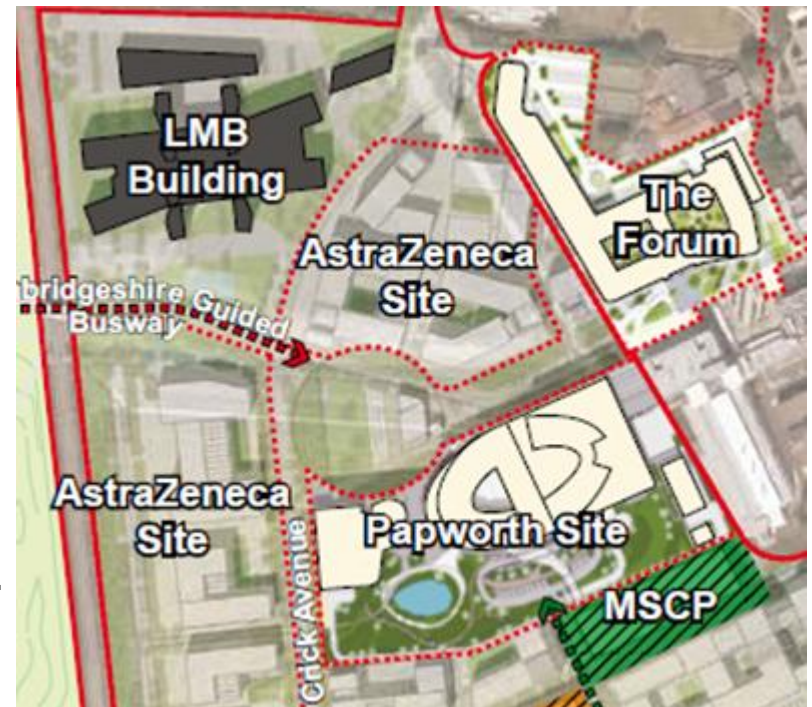 LMB
Building
The
Forum
AstraZeneca
Site
bridgeshire Guided
Busway
AstraZeneca
Site
Papworth Site
MSCP
Crick Avenue